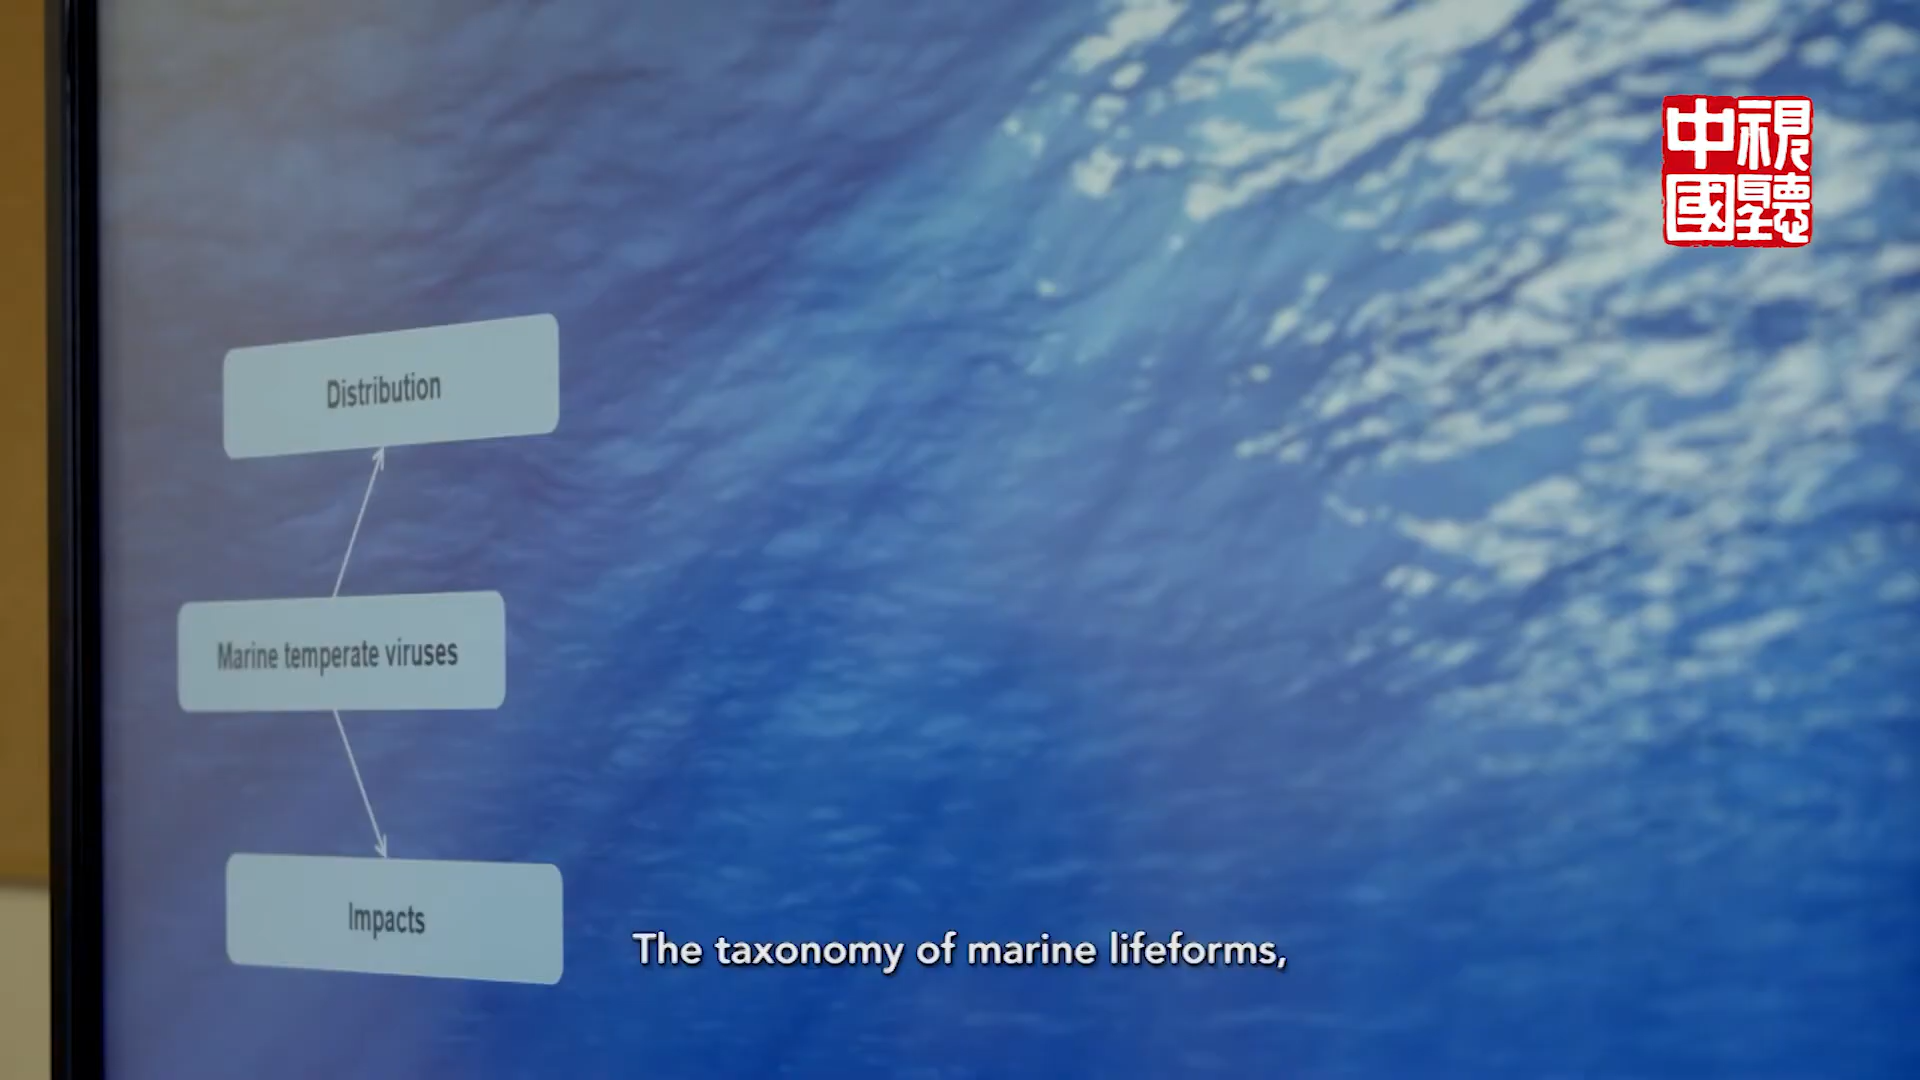 中視
國聽
Distribution
Marine temperate viruses
Impacts
The taxonomy of marine lifeforms,